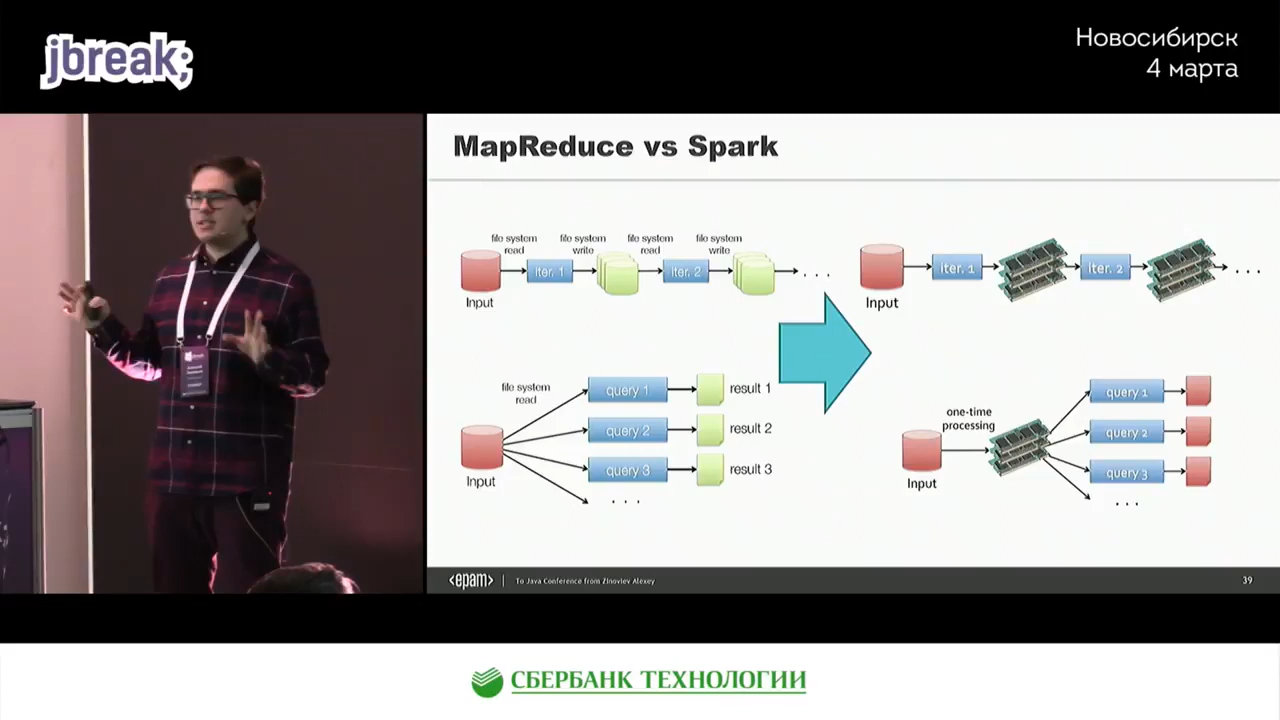 jbreak;
Новосибирск
4 марта
MapReduce vs Spark
file system
read
file system
write
file system
read
file system
write
iter. 1
iter. 2
. . .
Input
iter. 1
iter. 2
. . .
Input
file system
read
query 1
result 1
query 2
result 2
query 3
result 3
Input
. . .
one-time
processing
query 1
query 2
query 3
Input
. . .
<epam>
To Java Conference from Zinoviev Alexey
39
СБЕРБАНК ТЕХНОЛОГИИ